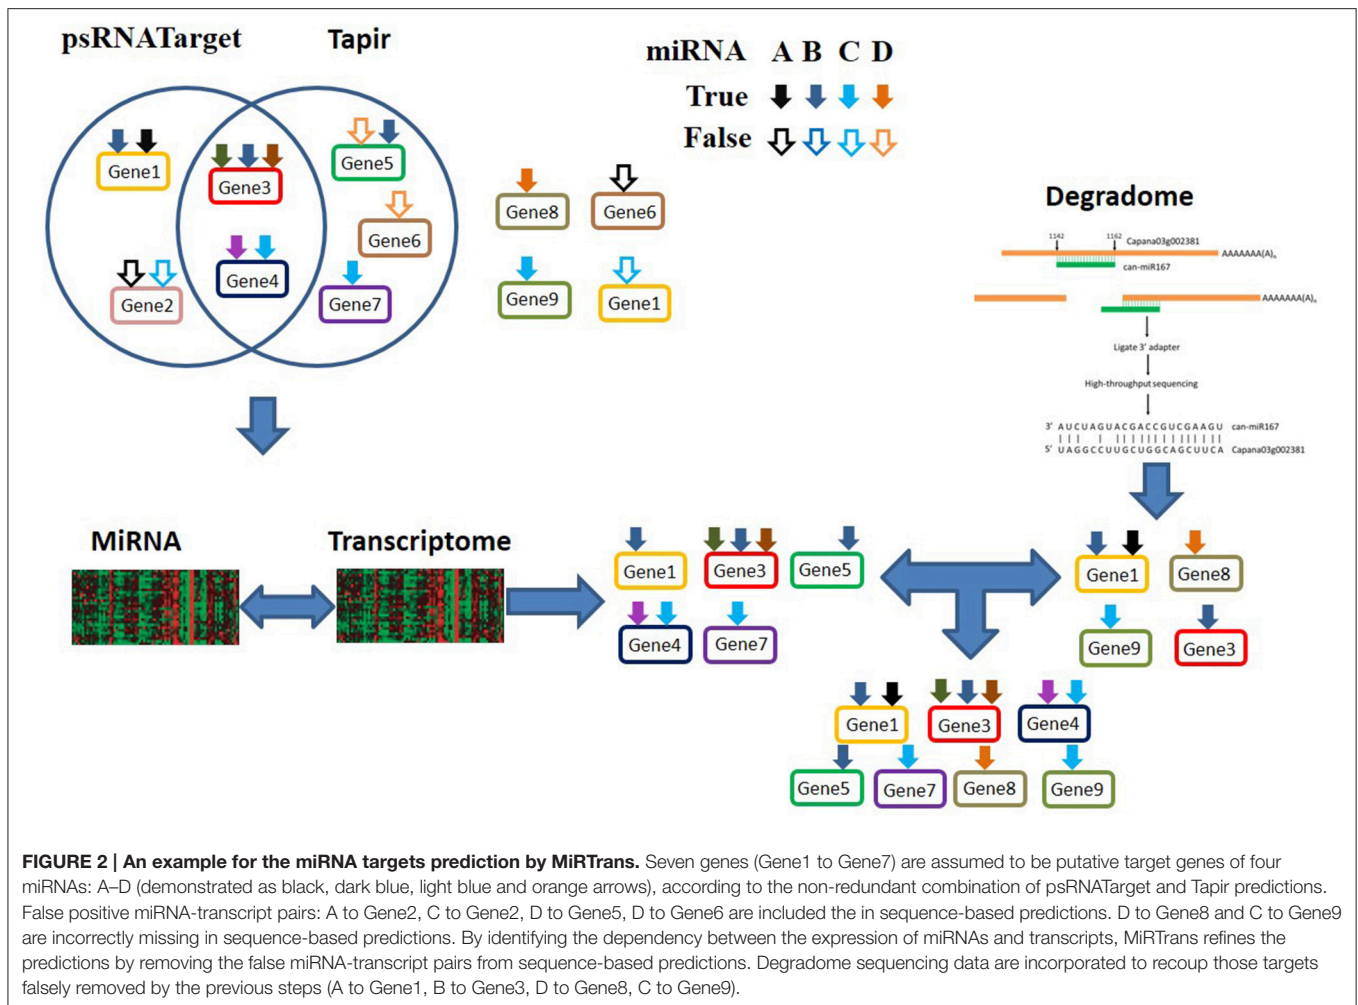 psRNATarget
Tapir
miRNA A B C D
True
False
Gene1
Gene3
Gene5
Gene6
Gene2
Gene4
Gene7
Gene8
Gene6
Gene9
Gene1
Degradome
1142
1162
Capana03g002381
AAAAAAA(A)n
can-miR167
AAAAAAA(A)n
Ligate 3' adapter
High-throughput sequencing
3' AUCUAGUACGACCGUCGAAGU can-miR167
5' UAGGCCUUGCUGGCAGCUUCA Capana03g002381
MiRNA
Transcriptome
Gene1
Gene3
Gene5
Gene4
Gene7
Gene1
Gene8
Gene9
Gene3
Gene1
Gene3
Gene4
Gene5
Gene7
Gene8
Gene9
FIGURE 2 | An example for the miRNA targets prediction by MiRTrans. Seven genes (Gene1 to Gene7) are assumed to be putative target genes of four
miRNAs: A–D (demonstrated as black, dark blue, light blue and orange arrows), according to the non-redundant combination of psRNATarget and Tapir predictions.
False positive miRNA-transcript pairs: A to Gene2, C to Gene2, D to Gene5, D to Gene6 are included the in sequence-based predictions. D to Gene8 and C to Gene9
are incorrectly missing in sequence-based predictions. By identifying the dependency between the expression of miRNAs and transcripts, MiRTrans refines the
predictions by removing the false miRNA-transcript pairs from sequence-based predictions. Degradome sequencing data are incorporated to recoup those targets
falsely removed by the previous steps (A to Gene1, B to Gene3, D to Gene8, C to Gene9).